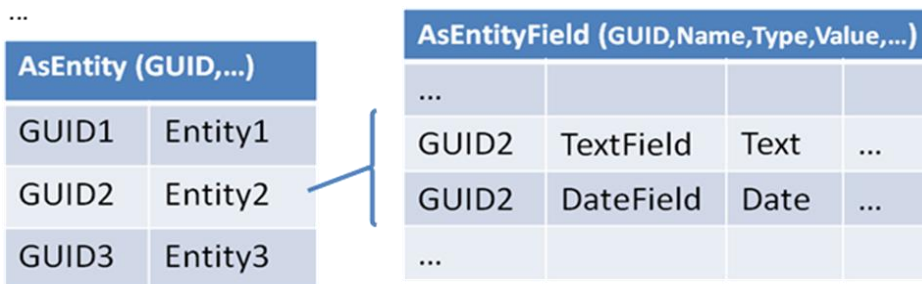 ...
AsEntity (GUID,...)
GUID1 Entity1
GUID2 Entity2
GUID3 Entity3
AsEntityField (GUID,Name,Type,Value,...)
...
GUID2 TextField Text ...
GUID2 DateField Date ...
...